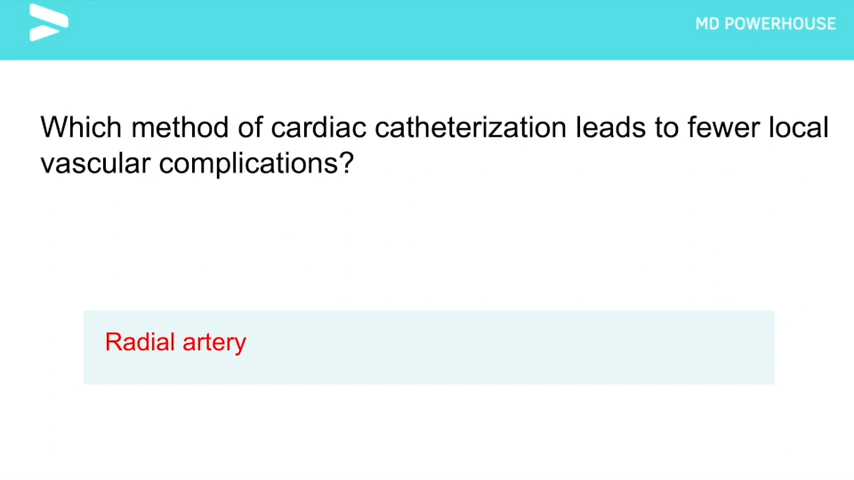 MD POWERHOUSE
Which method of cardiac catheterization leads to fewer local
vascular complications?
Radial artery